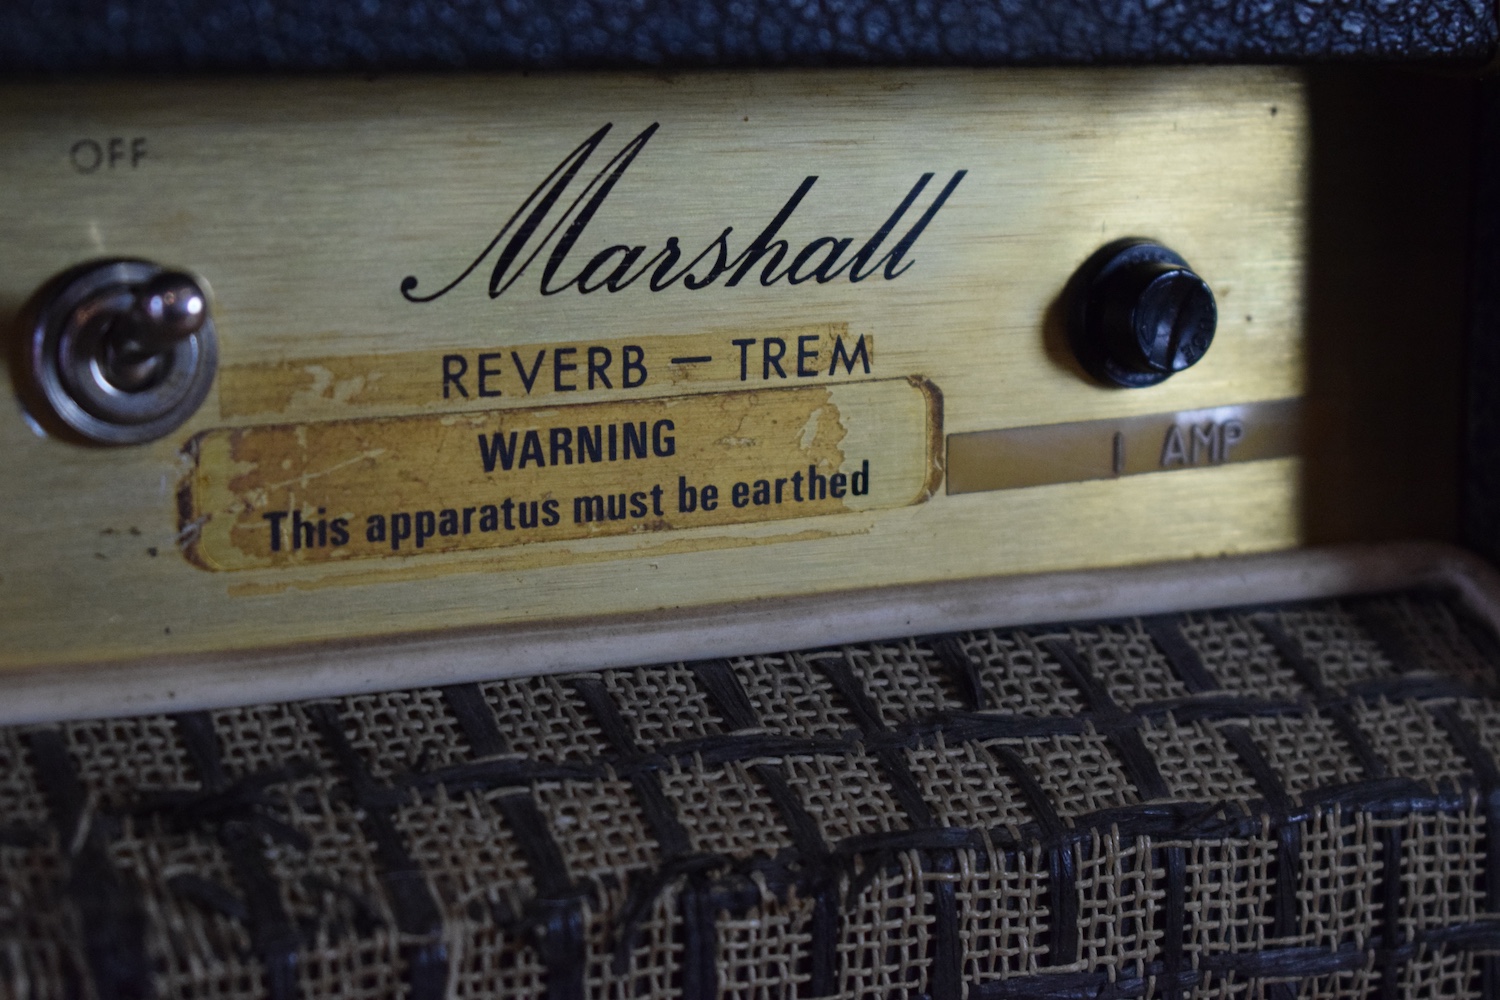 OFF
Marshall
REVERB — TREM
WARNING
This apparatus must be earthed
1 AMP